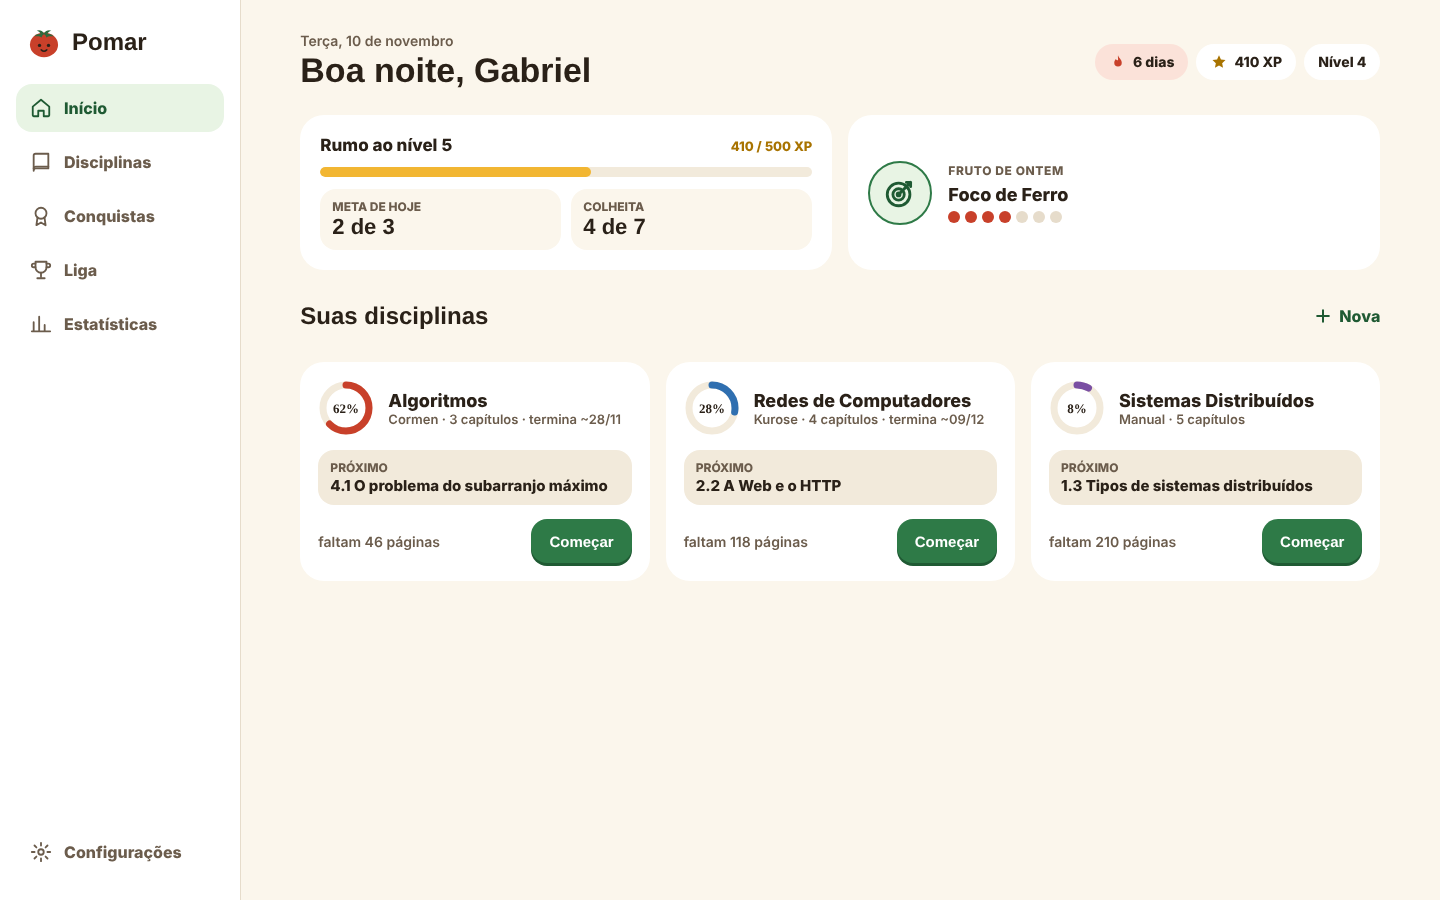 Pomar
Início
Disciplinas
Conquistas
Liga
Estatísticas
Configurações
Terça, 10 de novembro
Boa noite, Gabriel
6 dias
410 XP
Nível 4
Rumo ao nível 5
410 / 500 XP
META DE HOJE
2 de 3
COLHEITA
4 de 7
FRUTO DE ONTEM
Foco de Ferro
Suas disciplinas
Nova
62%
Algoritmos
Cormen · 3 capítulos · termina ~28/11
PRÓXIMO
4.1 O problema do subarranjo máximo
faltam 46 páginas
Começar
28%
Redes de Computadores
Kurose · 4 capítulos · termina ~09/12
PRÓXIMO
2.2 A Web e o HTTP
faltam 118 páginas
Começar
8%
Sistemas Distribuídos
Manual · 5 capítulos
PRÓXIMO
1.3 Tipos de sistemas distribuídos
faltam 210 páginas
Começar